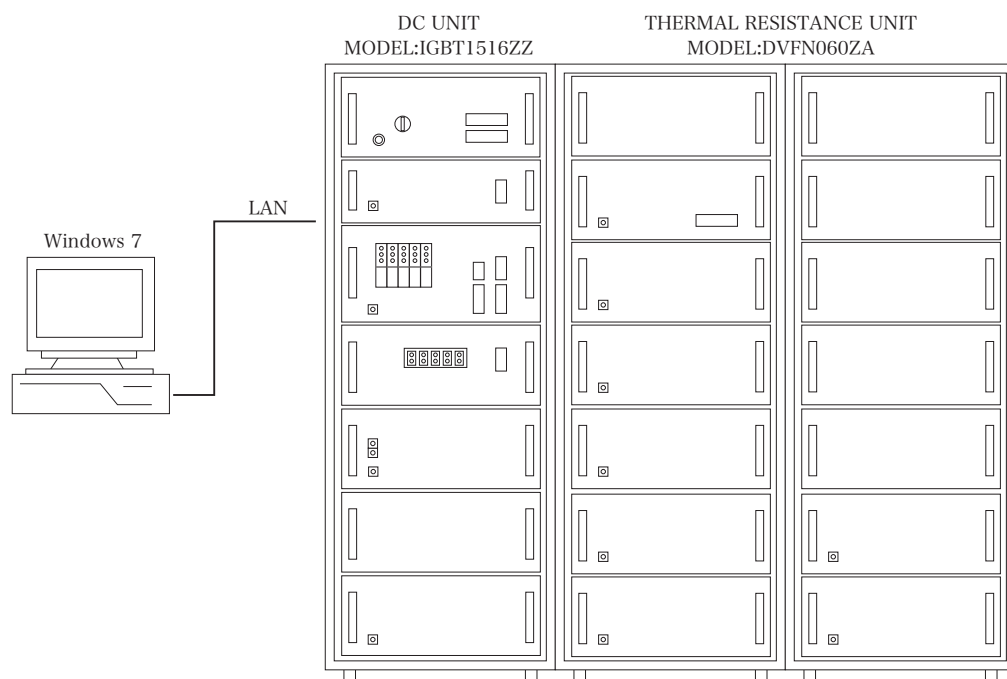 DC UNIT
MODEL:IGBT1516ZZ
THERMAL RESISTANCE UNIT
MODEL:DVFN060ZA
LAN
Windows 7